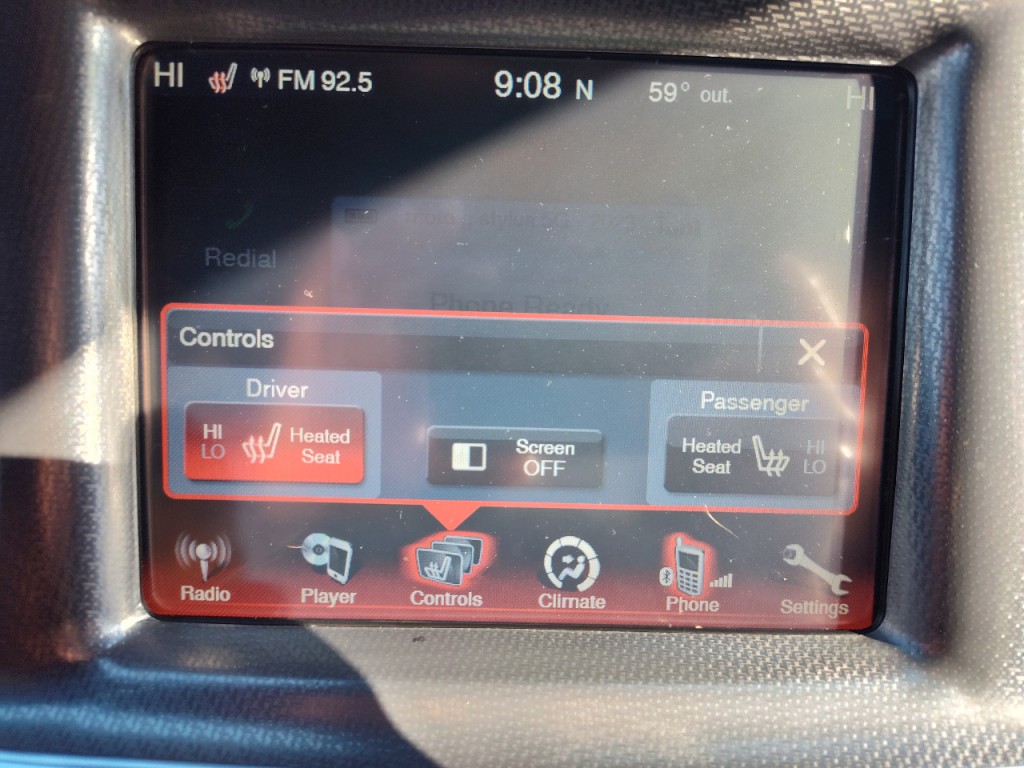 HI FM 92.5 9:08 N 59° out. HI
Redial
Phone Ready
Controls
Driver
HI
LO
Heated
Seat
Screen
OFF
Passenger
Heated
Seat
HI
LO
Radio Player Controls Climate Phone Settings